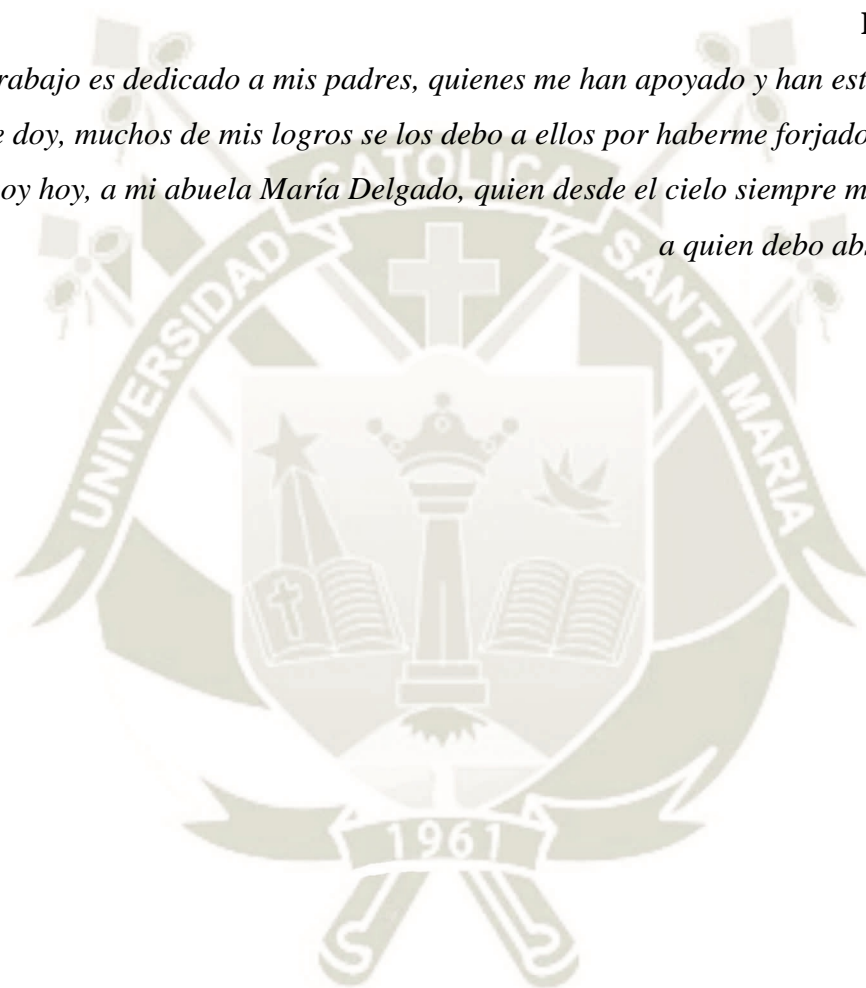 rabajo es dedicado a mis padres, quienes me han apoyado y han est
doy, muchos de mis logros se los debo a ellos por haberme forjado
oy hoy, a mi abuela María Delgado, quien desde el cielo siempre m
a quien debo abs
CATOLICA
UNIVERSIDAD
SANTA MARIA
1961